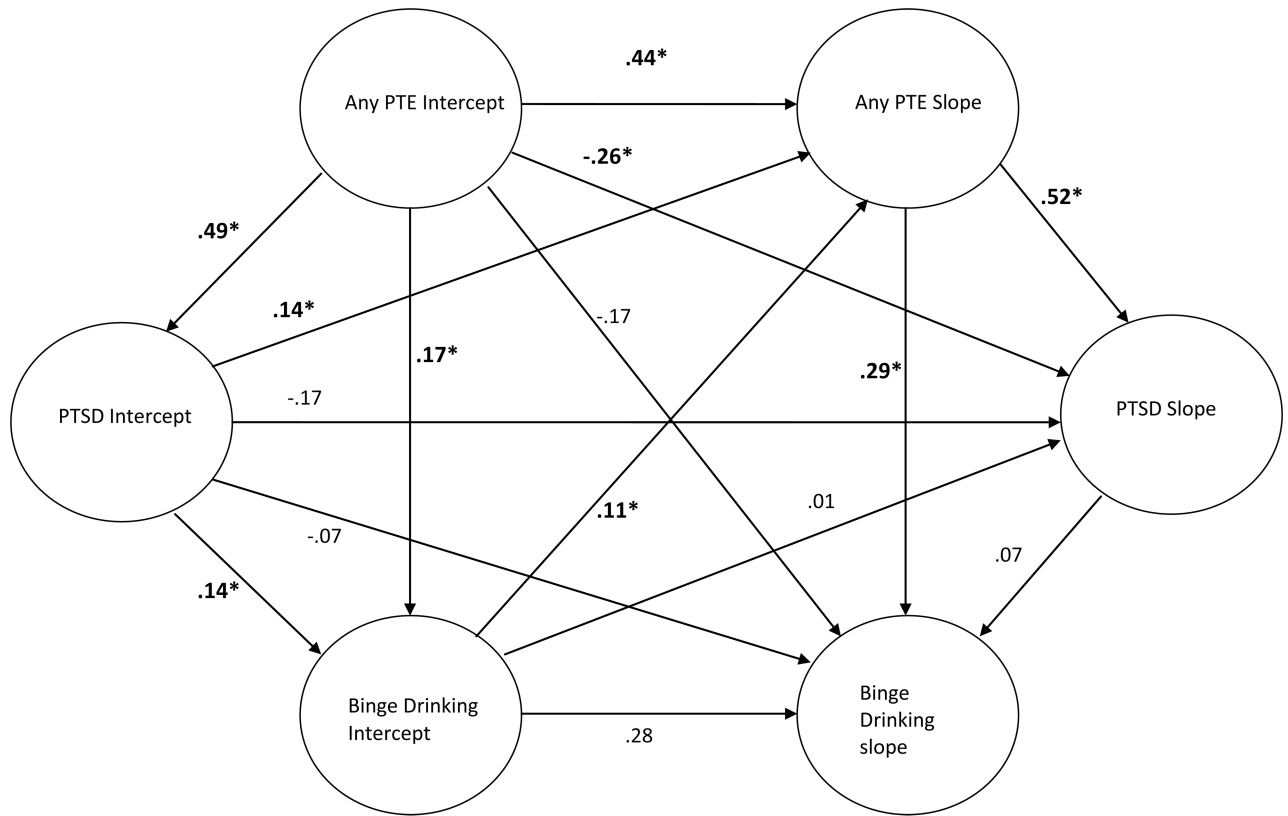 .44*
Any PTE Intercept
Any PTE Slope
-.26*
.52*
.49*
.14*
-.17
.17*
.29*
-.17
PTSD Intercept
PTSD Slope
.11*
.01
-.07
.07
.14*
Binge Drinking
Intercept
Binge
Drinking
slope
.28